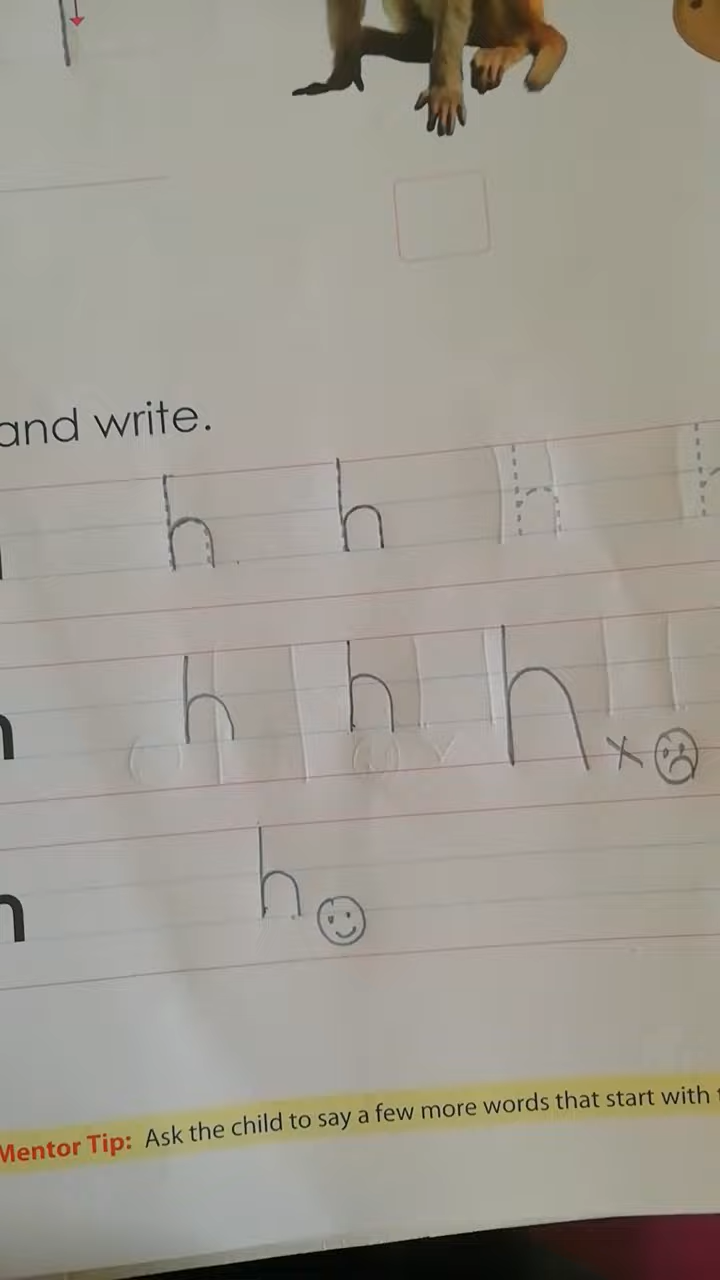 and write.
h h h h
h h h h x
h h
Mentor Tip: Ask the child to say a few more words that start with